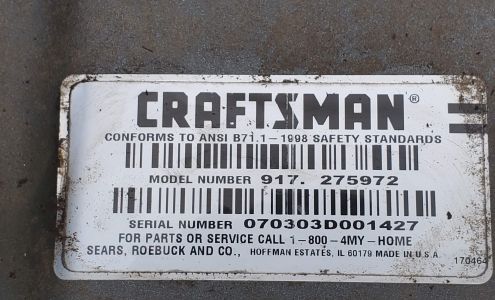 CRAFTSMAN®
CONFORMS TO ANSI B71.1-1998 SAFETY STANDARDS
MODEL NUMBER 917. 275972
SERIAL NUMBER 070303D001427
FOR PARTS OR SERVICE CALL 1-800-4MY-HOME
SEARS, ROEBUCK AND CO., HOFFMAN ESTATES, IL 60179 MADE IN U.S.A.
170464